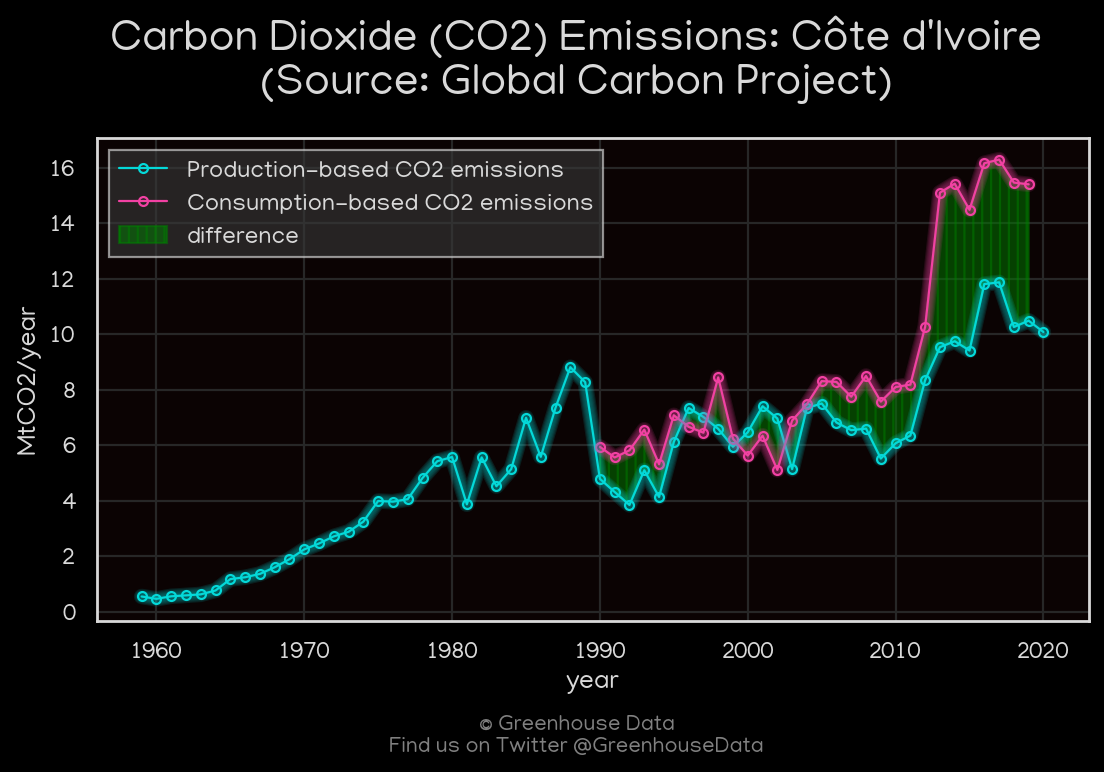 Carbon Dioxide (CO2) Emissions: Côte d'Ivoire
(Source: Global Carbon Project)
Production-based CO2 emissions
Consumption-based CO2 emissions
difference
MtCO2/year
16
14
12
10
8
6
4
2
0
1960 1970 1980 1990 2000 2010 2020
year
© Greenhouse Data
Find us on Twitter @GreenhouseData